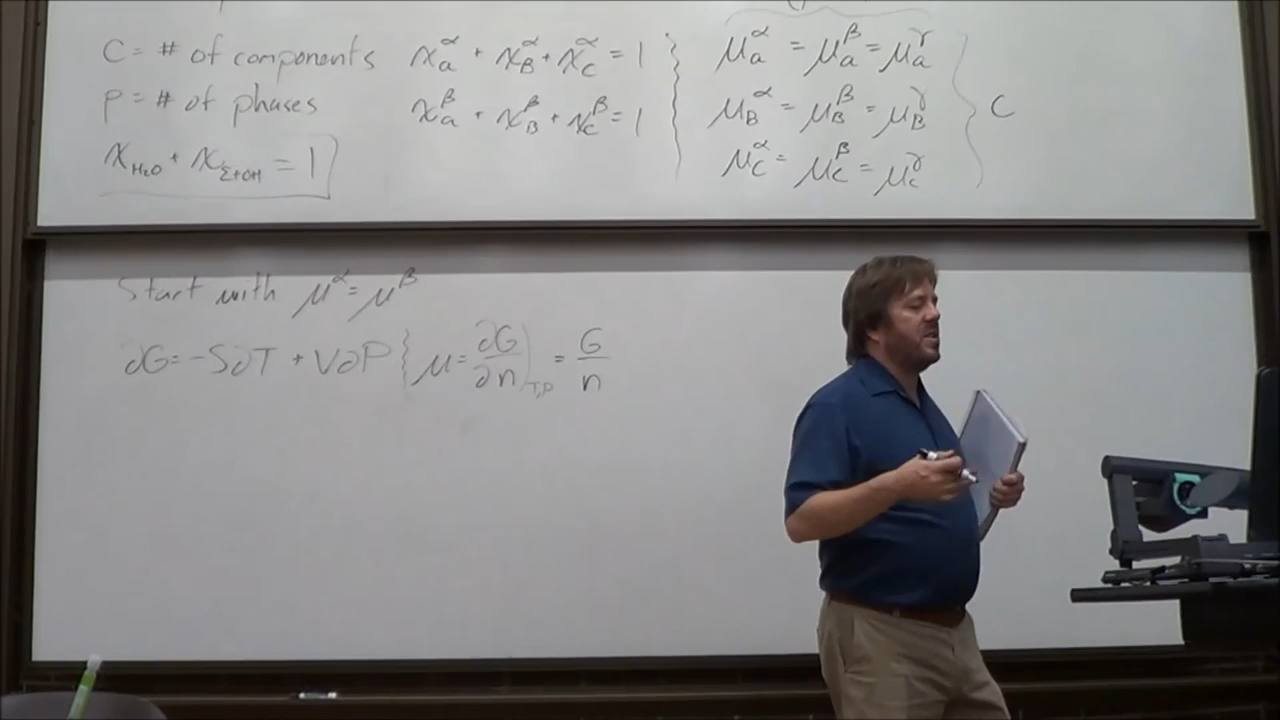 C = # of components
P = # of phases
x_H₂O + x_EtOH = 1
x_a^α + x_B^α + x_C^α = 1
x_a^β + x_B^β + x_C^β = 1
μ_a^α = μ_a^β = μ_a^γ
μ_B^α = μ_B^β = μ_B^γ
μ_C^α = μ_C^β = μ_c^γ
C
Start with μ^α = μ^β
∂G = -S∂T + V∂P } μ = ∂G/∂n)_T,P = G/n